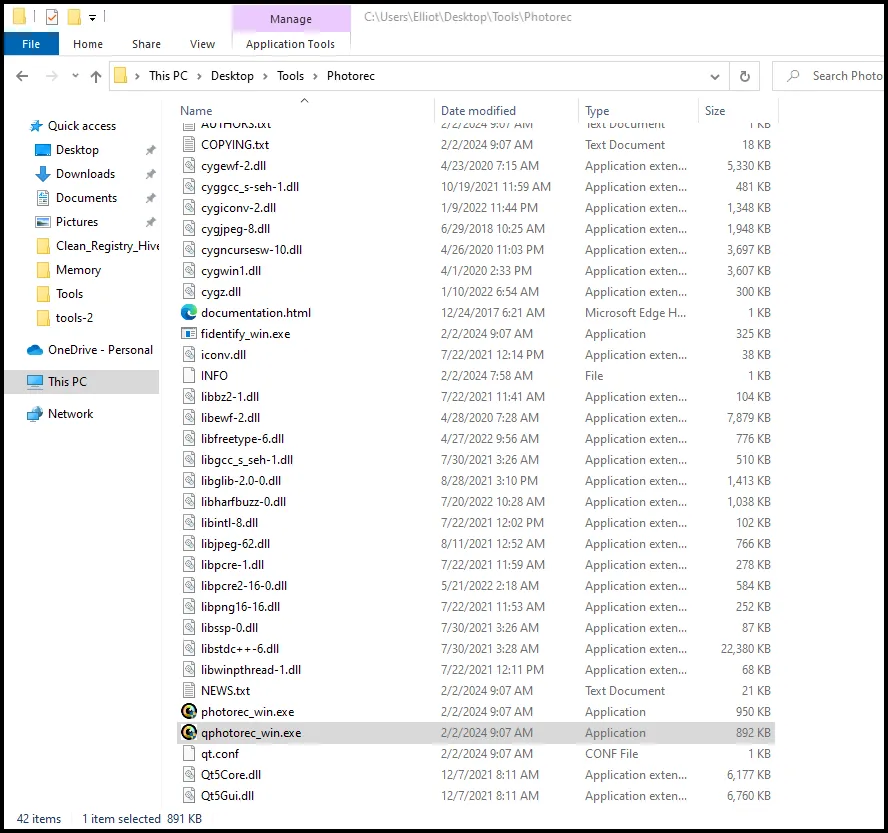 Manage
C:\Users\Elliot\Desktop\Tools\Photorec
File Home Share View Application Tools
This PC Desktop Tools Photorec
Search Photo
Name Date modified Type Size
Quick access
Desktop
Downloads
Documents
Pictures
Clean_Registry_Hive
Memory
Tools
tools-2
OneDrive - Personal
This PC
Network
AUTHORS.txt 2/2/2024 9:07 AM Text Document 1 KB
COPYING.txt 2/2/2024 9:07 AM Text Document 18 KB
cygewf-2.dll 4/23/2020 7:15 AM Application exten... 5,330 KB
cyggcc_s-seh-1.dll 10/19/2021 11:59 AM Application exten... 481 KB
cygiconv-2.dll 1/9/2022 11:44 PM Application exten... 1,348 KB
cygjpeg-8.dll 6/29/2018 10:25 AM Application exten... 1,948 KB
cygncursesw-10.dll 4/26/2020 11:03 PM Application exten... 3,697 KB
cygwin1.dll 4/1/2020 2:33 PM Application exten... 3,607 KB
cygz.dll 1/10/2022 6:54 AM Application exten... 300 KB
documentation.html 12/24/2017 6:21 AM Microsoft Edge H... 1 KB
fidentify_win.exe 2/2/2024 9:07 AM Application 325 KB
iconv.dll 7/22/2021 12:14 PM Application exten... 38 KB
INFO 2/2/2024 7:58 AM File 1 KB
libbz2-1.dll 7/22/2021 11:41 AM Application exten... 104 KB
libewf-2.dll 4/28/2020 7:28 AM Application exten... 7,879 KB
libfreetype-6.dll 4/27/2022 9:56 AM Application exten... 776 KB
libgcc_s_seh-1.dll 7/30/2021 3:26 AM Application exten... 510 KB
libglib-2.0-0.dll 8/28/2021 3:10 PM Application exten... 1,413 KB
libharfbuzz-0.dll 7/20/2022 10:28 AM Application exten... 1,038 KB
libintl-8.dll 7/22/2021 12:02 PM Application exten... 102 KB
libjpeg-62.dll 8/11/2021 12:52 AM Application exten... 766 KB
libpcre-1.dll 7/22/2021 11:59 AM Application exten... 278 KB
libpcre2-16-0.dll 5/21/2022 2:18 AM Application exten... 584 KB
libpng16-16.dll 7/22/2021 11:53 AM Application exten... 252 KB
libssp-0.dll 7/30/2021 3:26 AM Application exten... 87 KB
libstdc++-6.dll 7/30/2021 3:28 AM Application exten... 22,380 KB
libwinpthread-1.dll 7/22/2021 12:11 PM Application exten... 68 KB
NEWS.txt 2/2/2024 9:07 AM Text Document 21 KB
photorec_win.exe 2/2/2024 9:07 AM Application 950 KB
qphotorec_win.exe 2/2/2024 9:07 AM Application 892 KB
qt.conf 2/2/2024 9:07 AM CONF File 1 KB
Qt5Core.dll 12/7/2021 8:11 AM Application exten... 6,177 KB
Qt5Gui.dll 12/7/2021 8:11 AM Application exten... 6,760 KB
42 items 1 item selected 891 KB